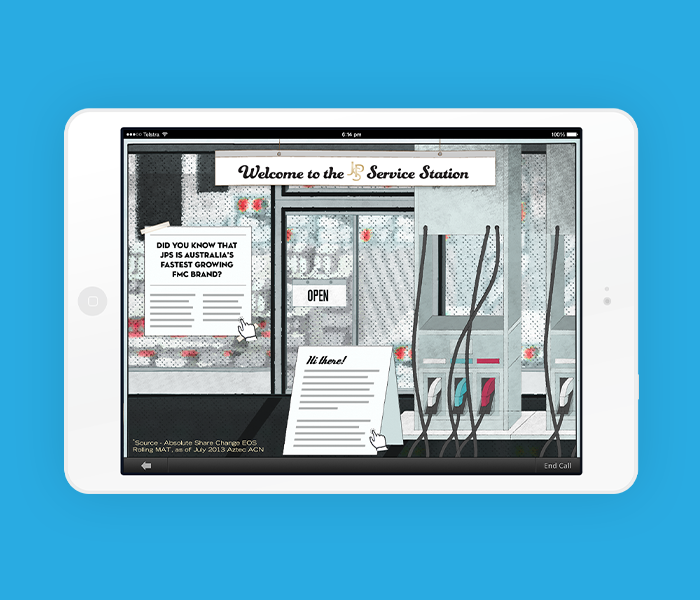 Telstra
6:14 pm
100%
Welcome to the JPS Service Station
DID YOU KNOW THAT
JPS IS AUSTRALIA'S
FASTEST GROWING
FMC BRAND?
OPEN
Hi there!
*Source - Absolute Share Change EOS
Rolling MAT, as of July 2013 Aztec ACN
End Call